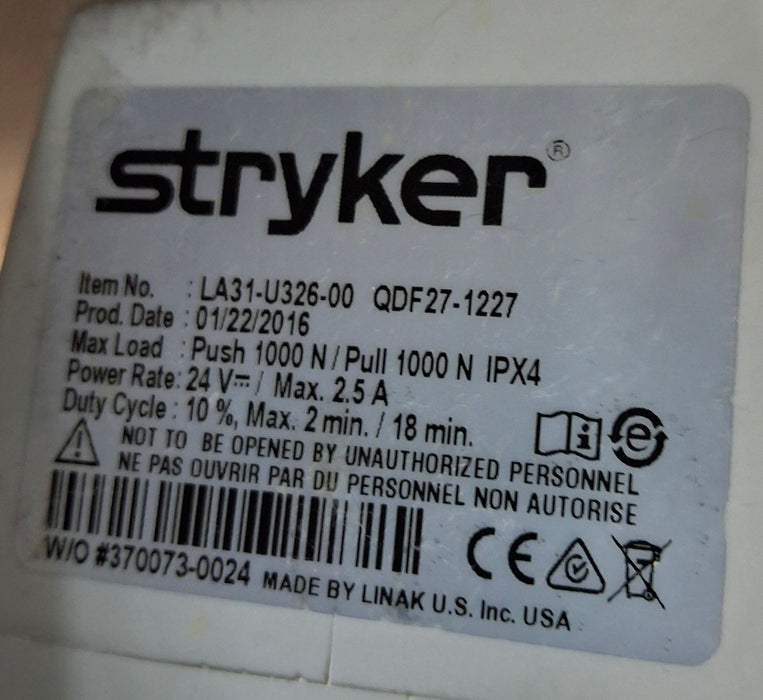 stryker®
Item No. : LA31-U326-00 QDF27-1227
Prod. Date : 01/22/2016
Max Load : Push 1000 N / Pull 1000 N IPX4
Power Rate: 24 V⎓ / Max. 2.5 A
Duty Cycle : 10 %, Max. 2 min. / 18 min.
NOT TO BE OPENED BY UNAUTHORIZED PERSONNEL
NE PAS OUVRIR PAR DU PERSONNEL NON AUTORISE
W/O #370073-0024 MADE BY LINAK U.S. Inc. USA
CE